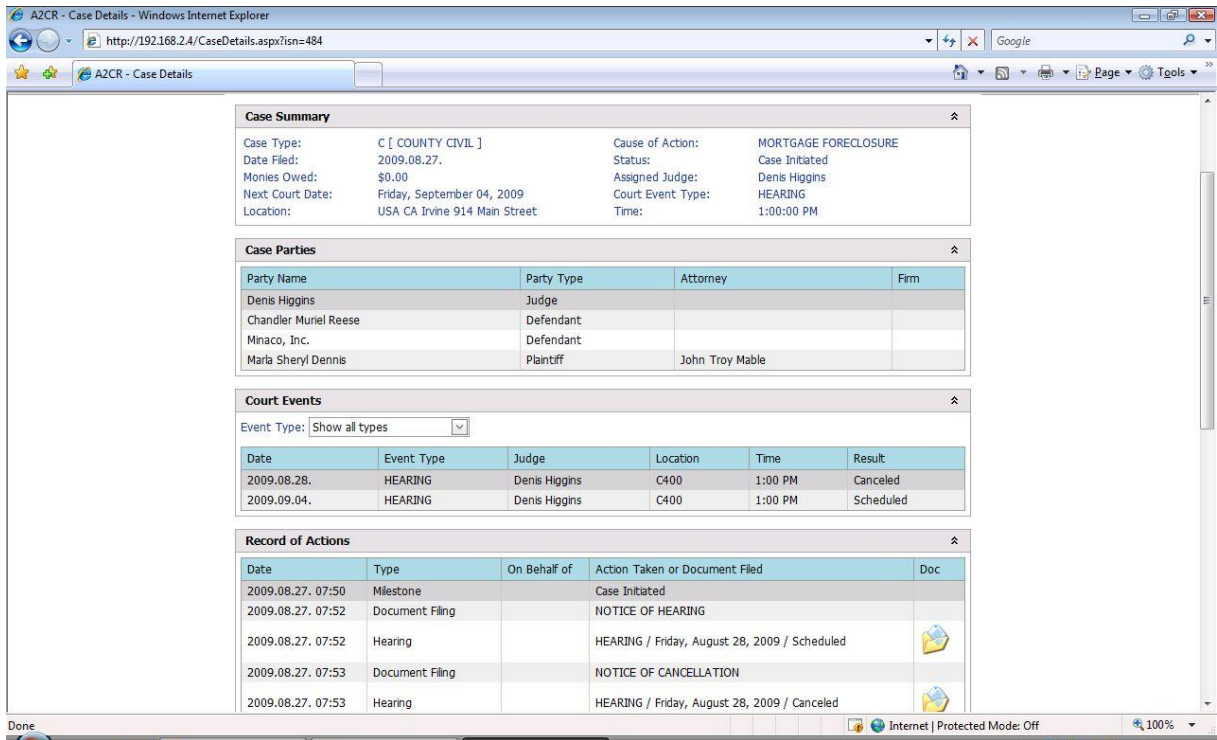 A2CR - Case Details - Windows Internet Explorer
http://192.168.2.4/CaseDetails.aspx?isn=484
Google
A2CR - Case Details
Page Tools
Case Summary
Case Type: C [ COUNTY CIVIL ] Cause of Action: MORTGAGE FORECLOSURE
Date Filed: 2009.08.27. Status: Case Initiated
Monies Owed: $0.00 Assigned Judge: Denis Higgins
Next Court Date: Friday, September 04, 2009 Court Event Type: HEARING
Location: USA CA Irvine 914 Main Street Time: 1:00:00 PM
Case Parties
Party Name Party Type Attorney Firm
Denis Higgins Judge
Chandler Muriel Reese Defendant
Minaco, Inc. Defendant
Marla Sheryl Dennis Plaintiff John Troy Mable
Court Events
Event Type: Show all types
Date Event Type Judge Location Time Result
2009.08.28. HEARING Denis Higgins C400 1:00 PM Canceled
2009.09.04. HEARING Denis Higgins C400 1:00 PM Scheduled
Record of Actions
Date Type On Behalf of Action Taken or Document Filed Doc
2009.08.27. 07:50 Milestone Case Initiated
2009.08.27. 07:52 Document Filing NOTICE OF HEARING
2009.08.27. 07:52 Hearing HEARING / Friday, August 28, 2009 / Scheduled
2009.08.27. 07:53 Document Filing NOTICE OF CANCELLATION
2009.08.27. 07:53 Hearing HEARING / Friday, August 28, 2009 / Canceled
Done Internet | Protected Mode: Off 100%